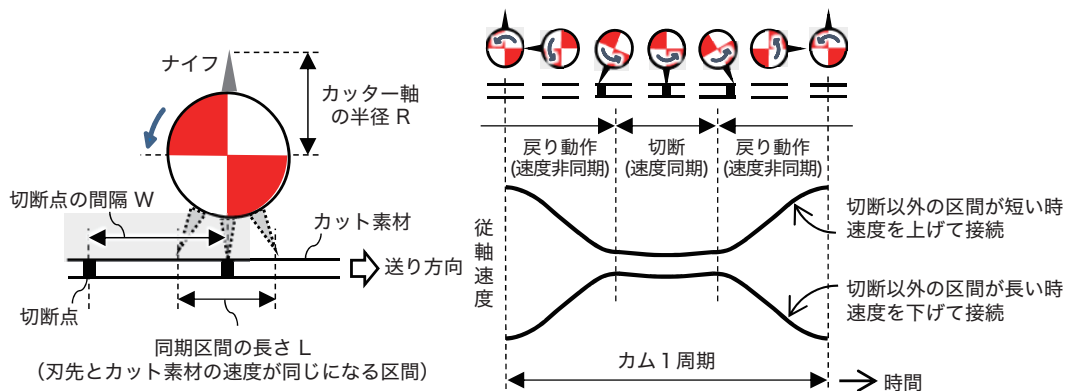 ナイフ
カッター軸
の半径 R
切断点の間隔 W
カット素材
送り方向
切断点
同期区間の長さ L
（刃先とカット素材の速度が同じになる区間）
戻り動作
(速度非同期)
切断
(速度同期)
戻り動作
(速度非同期)
従軸速度
切断以外の区間が短い時
速度を上げて接続
切断以外の区間が長い時
速度を下げて接続
カム１周期
時間